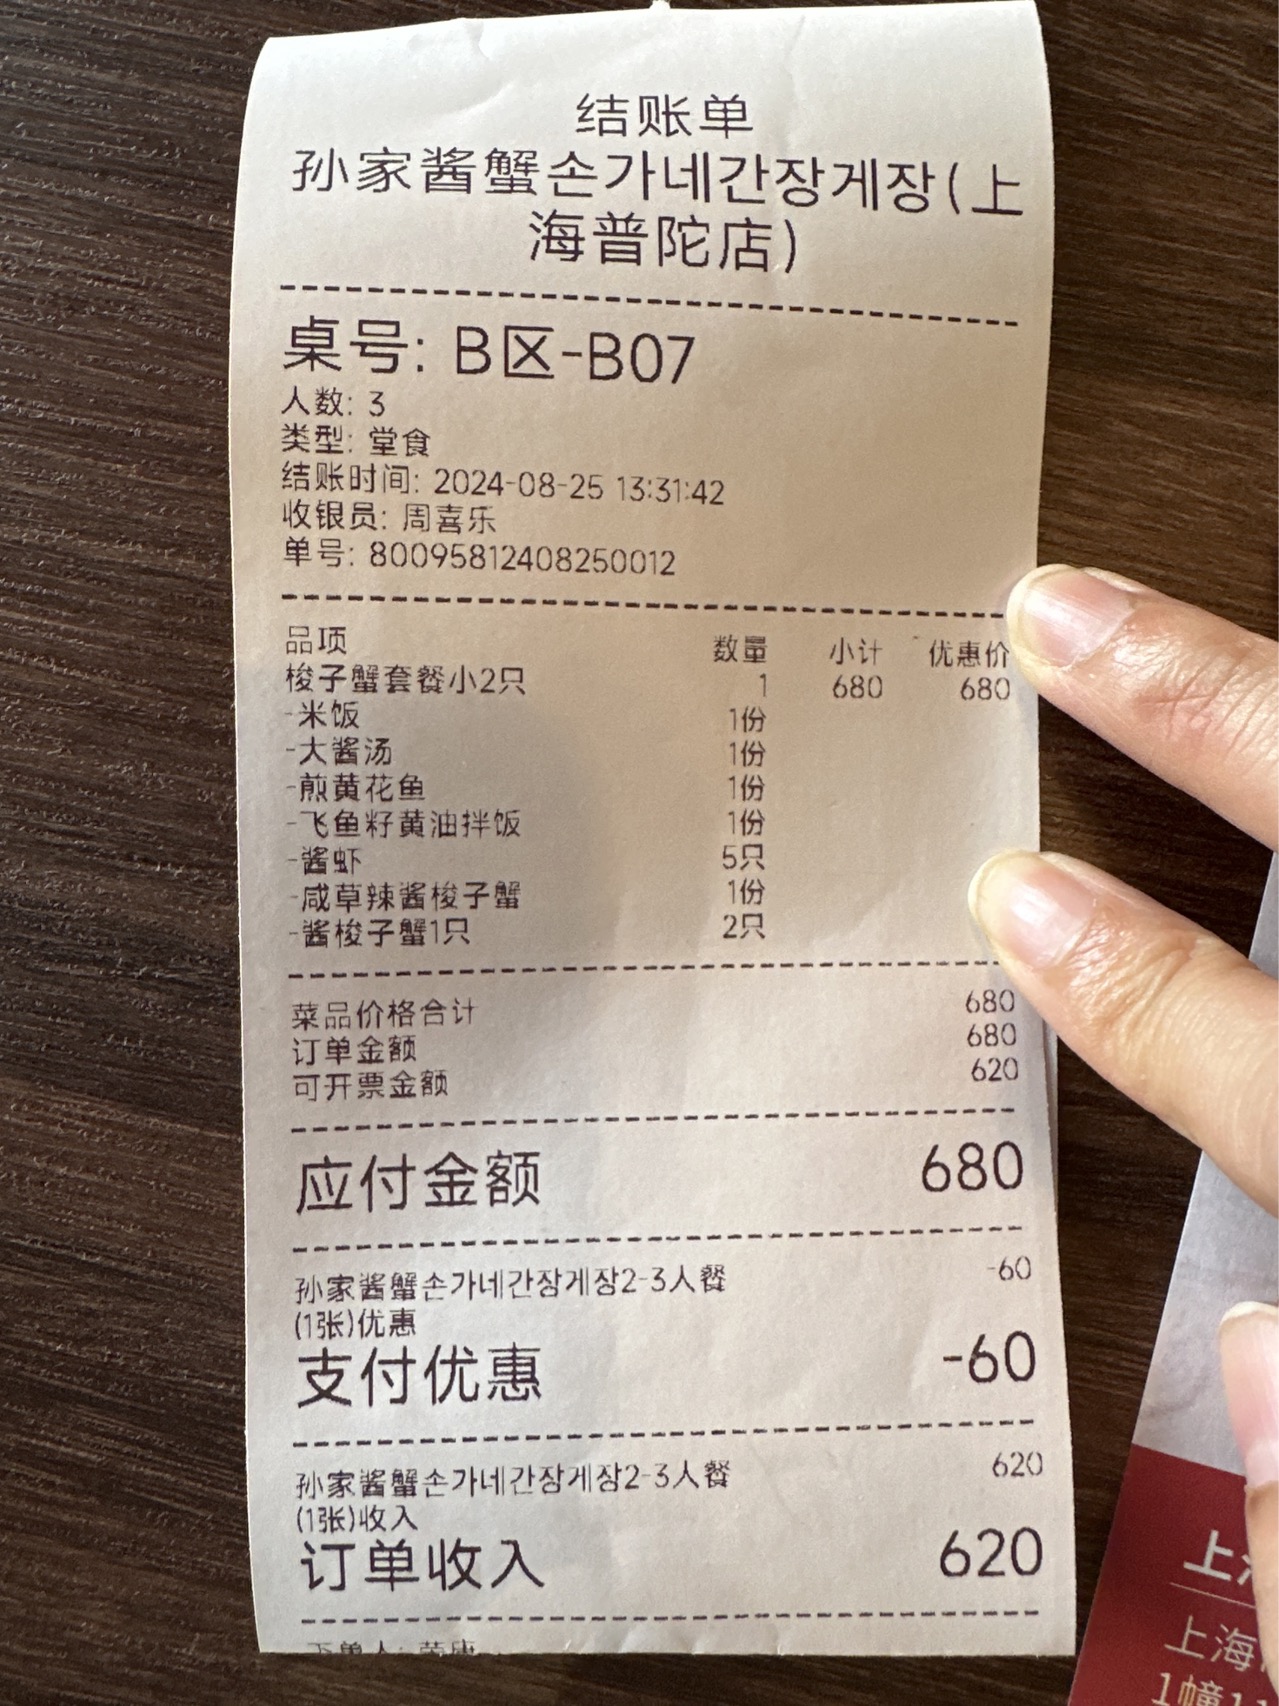 结账单
孙家酱蟹손가네간장게장(上
海普陀店)
桌号: B区-B07
人数: 3
类型: 堂食
结账时间: 2024-08-25 13:31:42
收银员: 周喜乐
单号: 80095812408250012
品项 数量 小计 优惠价
梭子蟹套餐小2只 1 680 680
-米饭 1份
-大酱汤 1份
-煎黄花鱼 1份
-飞鱼籽黄油拌饭 1份
-酱虾 5只
-咸草辣酱梭子蟹 1份
-酱梭子蟹1只 2只
菜品价格合计 680
订单金额 680
可开票金额 620
应付金额 680
孙家酱蟹손가네간장게장2-3人餐 -60
(1张)优惠
支付优惠 -60
孙家酱蟹손가네간장게장2-3人餐 620
(1张)收入
订单收入 620
下单人:
上海
上海
1幢1